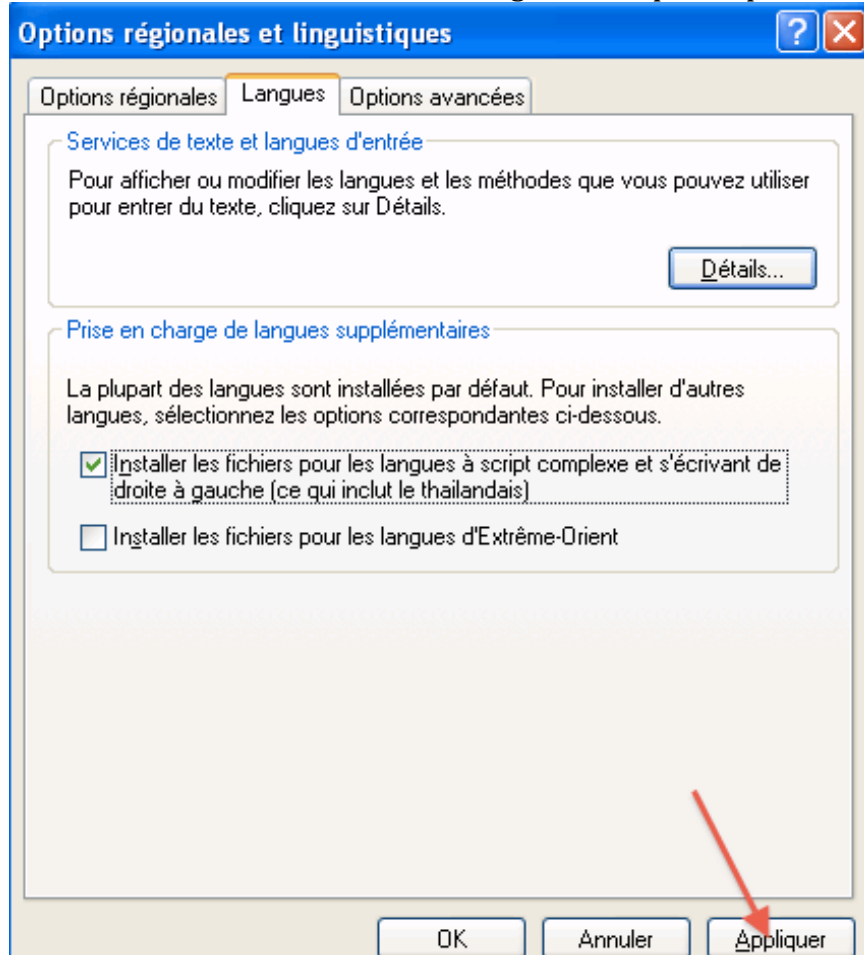 Options régionales et linguistiques
Options régionales Langues Options avancées
Services de texte et langues d'entrée
Pour afficher ou modifier les langues et les méthodes que vous pouvez utiliser
pour entrer du texte, cliquez sur Détails.
Détails...
Prise en charge de langues supplémentaires
La plupart des langues sont installées par défaut. Pour installer d'autres
langues, sélectionnez les options correspondantes ci-dessous.
Installer les fichiers pour les langues à script complexe et s'écrivant de
droite à gauche (ce qui inclut le thaïlandais)
Installer les fichiers pour les langues d'Extrême-Orient
OK Annuler Appliquer